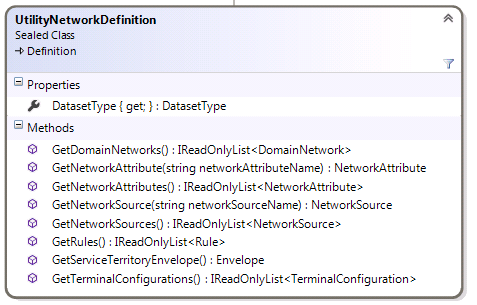 UtilityNetworkDefinition
Sealed Class
Definition
Properties
DatasetType { get; } : DatasetType
Methods
GetDomainNetworks() : IReadOnlyList<DomainNetwork>
GetNetworkAttribute(string networkAttributeName) : NetworkAttribute
GetNetworkAttributes() : IReadOnlyList<NetworkAttribute>
GetNetworkSource(string networkSourceName) : NetworkSource
GetNetworkSources() : IReadOnlyList<NetworkSource>
GetRules() : IReadOnlyList<Rule>
GetServiceTerritoryEnvelope() : Envelope
GetTerminalConfigurations() : IReadOnlyList<TerminalConfiguration>